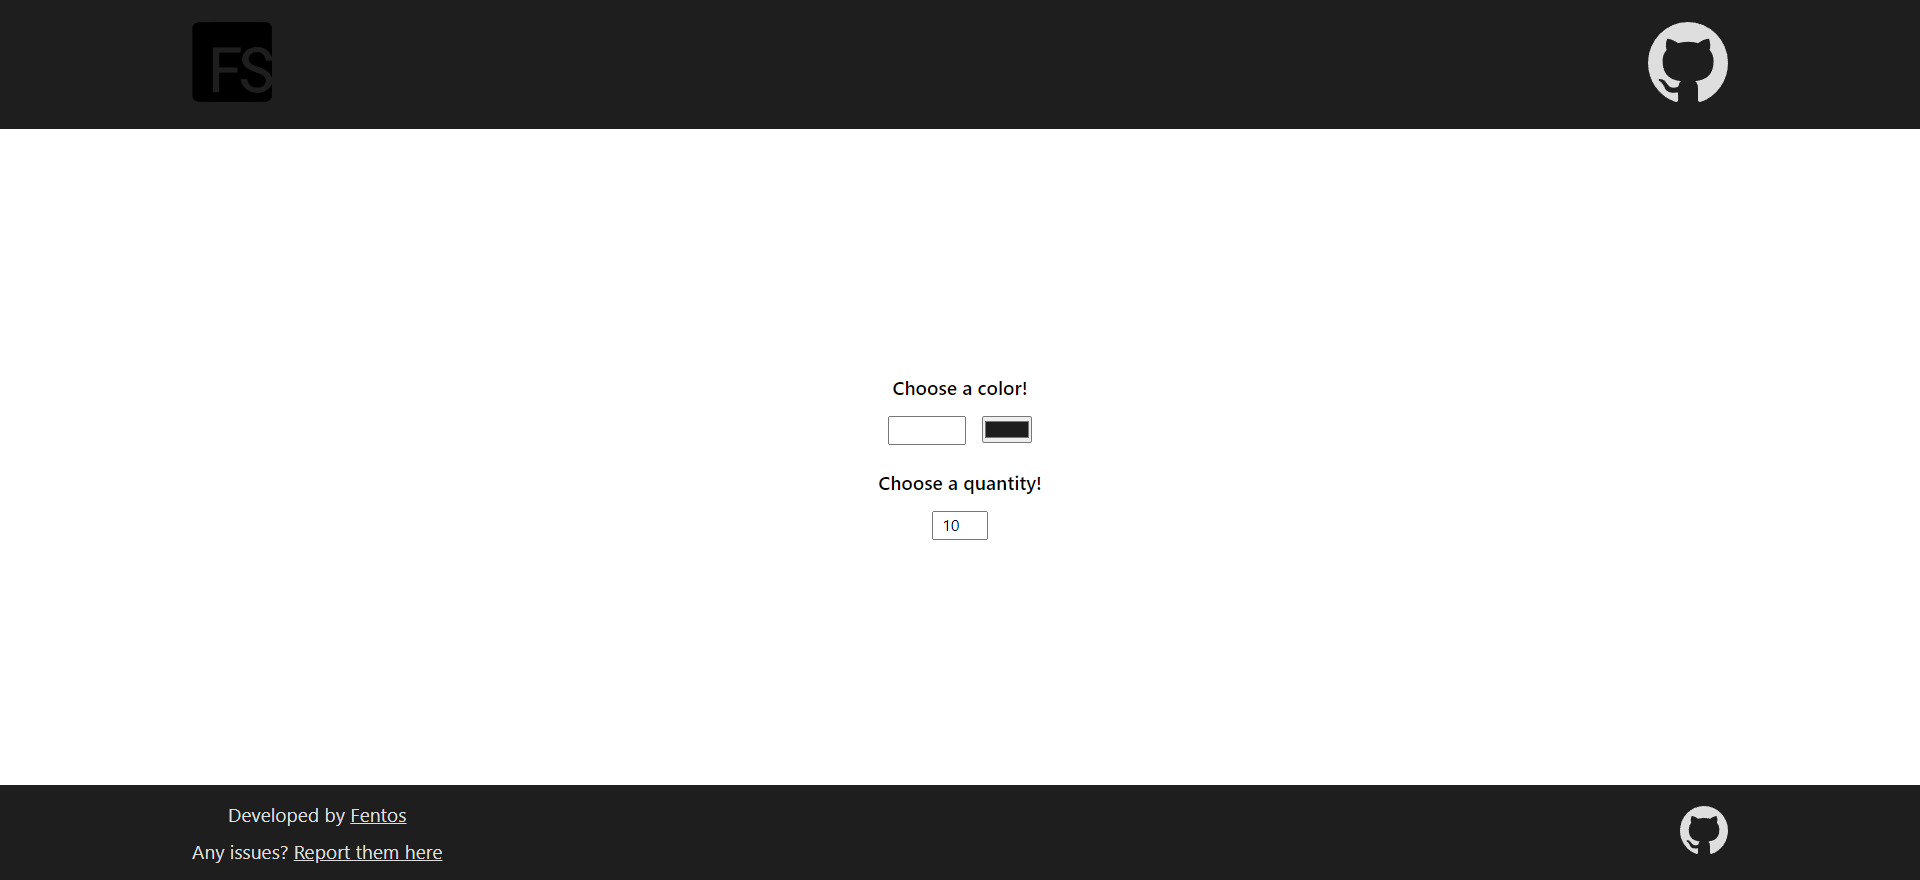 FS
Choose a color!
Choose a quantity!
10
Developed by Fentos
Any issues? Report them here